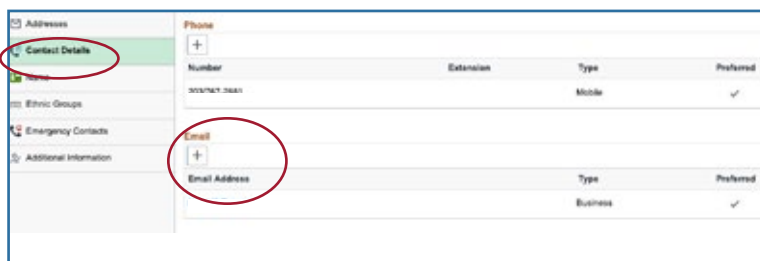 Addresses
Contact Details
Name
Ethnic Groups
Emergency Contacts
Additional Information
Phone
+
Number Extension Type Preferred
Mobile
Email
+
Email Address Type Preferred
Business